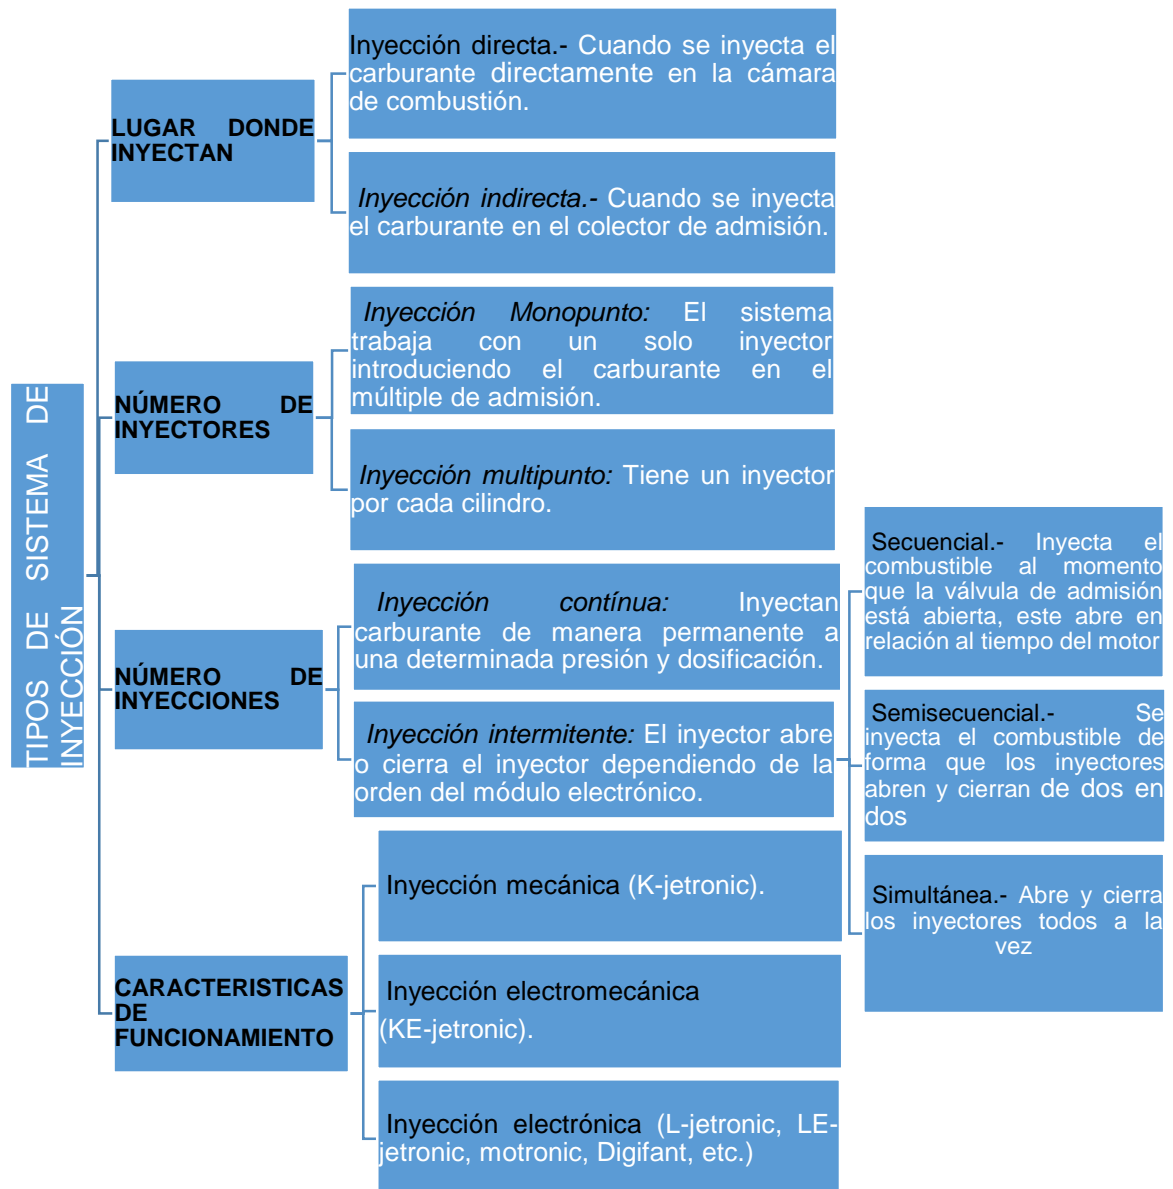 TIPOS DE SISTEMA DE
INYECCIÓN
LUGAR DONDE
INYECTAN
Inyección directa.- Cuando se inyecta el
carburante directamente en la cámara
de combustión.
Inyección indirecta.- Cuando se inyecta
el carburante en el colector de admisión.
NÚMERO DE
INYECTORES
Inyección Monopunto: El sistema
trabaja con un solo inyector
introduciendo el carburante en el
múltiple de admisión.
Inyección multipunto: Tiene un inyector
por cada cilindro.
NÚMERO DE
INYECCIONES
Inyección contínua: Inyectan
carburante de manera permanente a
una determinada presión y dosificación.
Inyección intermitente: El inyector abre
o cierra el inyector dependiendo de la
orden del módulo electrónico.
Secuencial.- Inyecta el
combustible al momento
que la válvula de admisión
está abierta, este abre en
relación al tiempo del motor
Semisecuencial.- Se
inyecta el combustible de
forma que los inyectores
abren y cierran de dos en
dos
Simultánea.- Abre y cierra
los inyectores todos a la
vez
CARACTERISTICAS
DE
FUNCIONAMIENTO
Inyección mecánica (K-jetronic).
Inyección electromecánica
(KE-jetronic).
Inyección electrónica (L-jetronic, LE-
jetronic, motronic, Digifant, etc.)